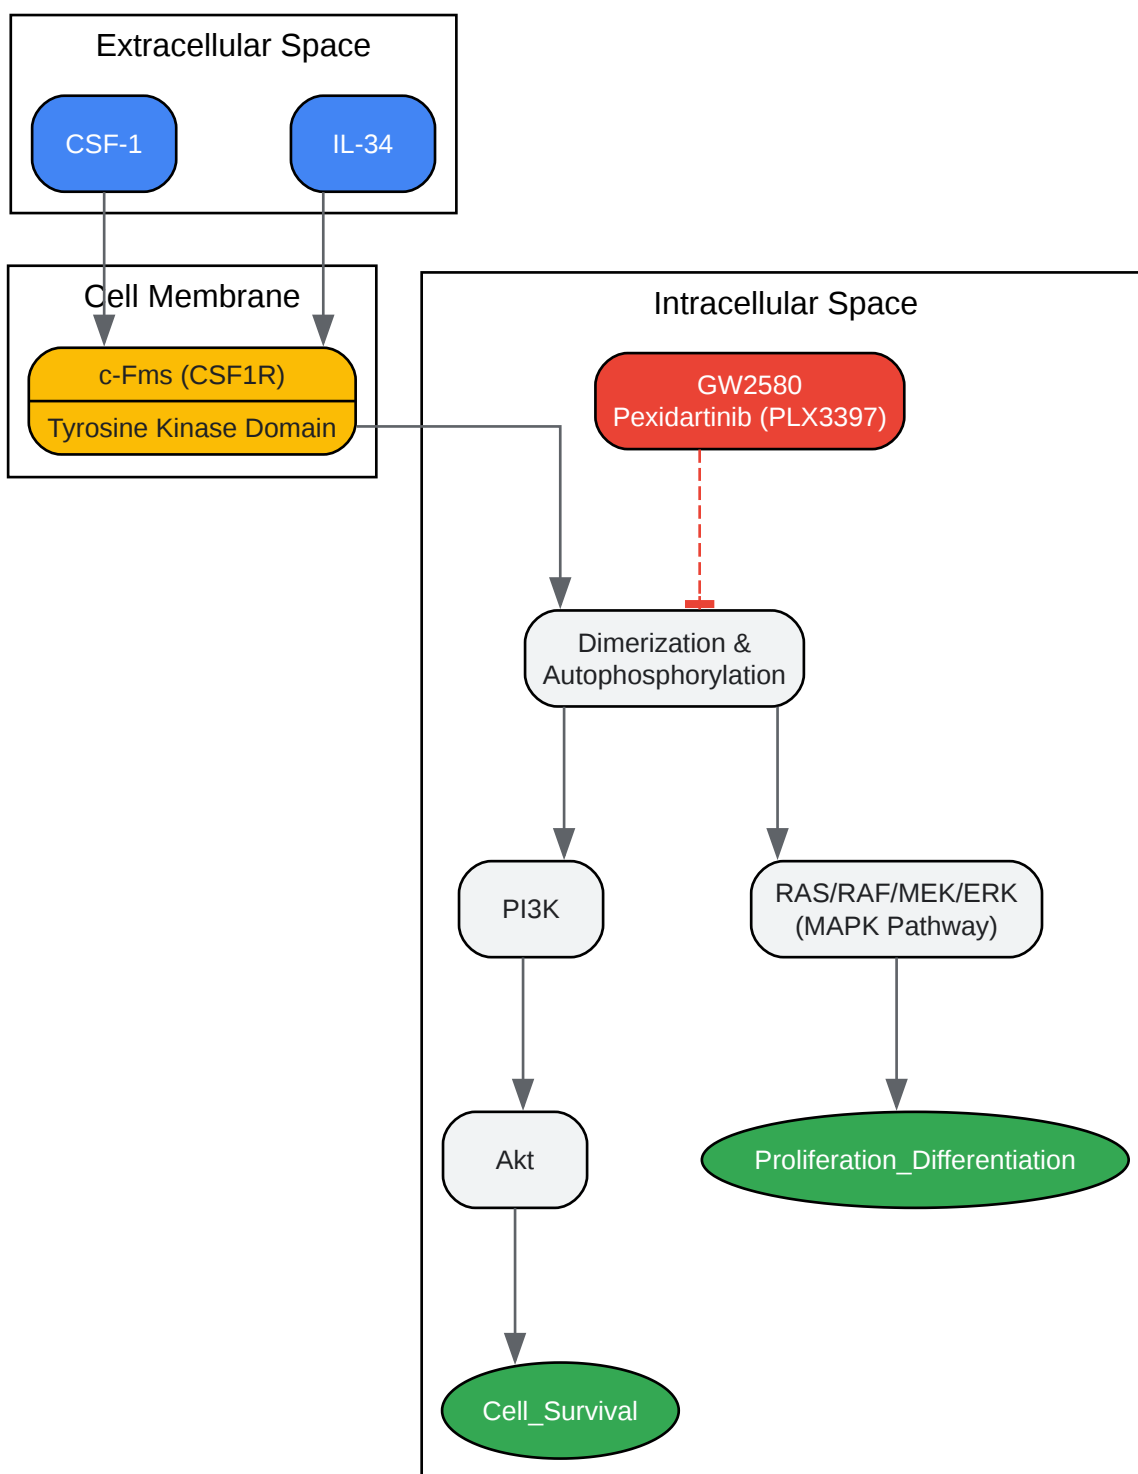 Extracellular Space
CSF-1
IL-34
Cell Membrane
c-Fms (CSF1R)
Tyrosine Kinase Domain
Intracellular Space
GW2580
Pexidartinib (PLX3397)
Dimerization &
Autophosphorylation
PI3K
RAS/RAF/MEK/ERK
(MAPK Pathway)
Akt
Proliferation_Differentiation
Cell_Survival